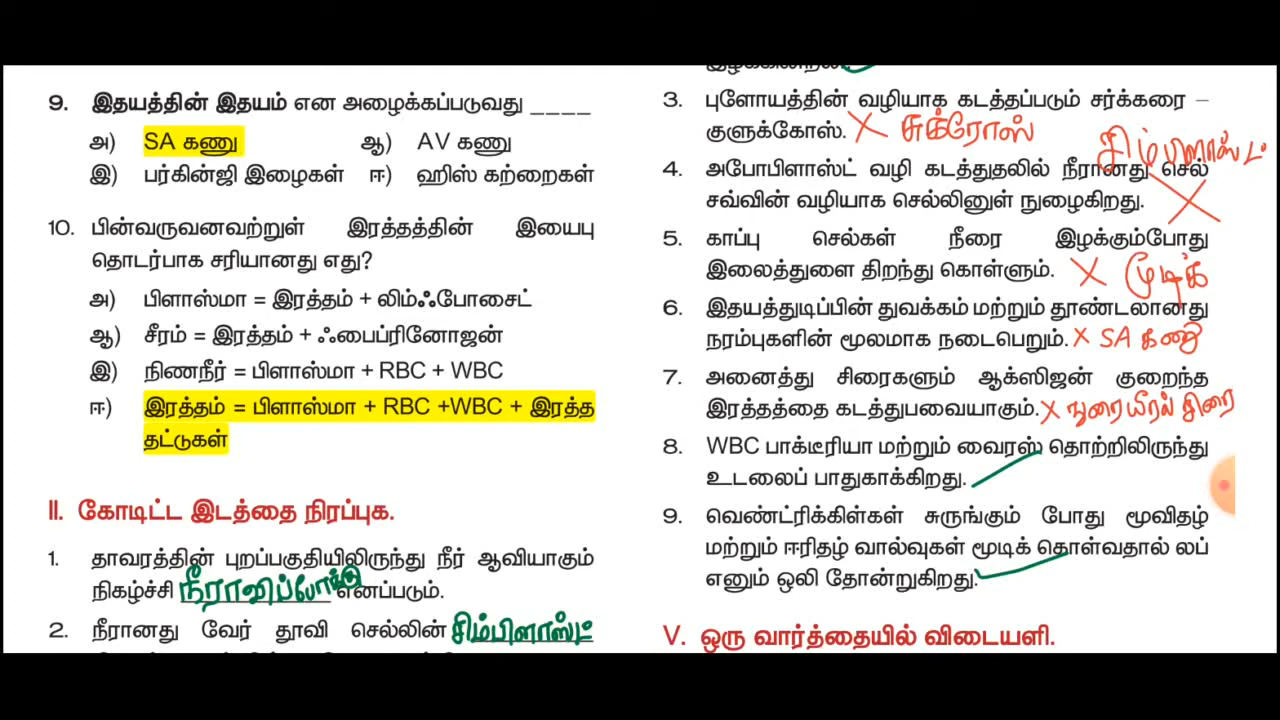 9. இதயத்தின் இதயம் என அழைக்கப்படுவது ____
அ) SA கணு ஆ) AV கணு
இ) பர்கின்ஜி இழைகள் ஈ) ஹிஸ் கற்றைகள்
10. பின்வருவனவற்றுள் இரத்தத்தின் இயைபு
தொடர்பாக சரியானது எது?
அ) பிளாஸ்மா = இரத்தம் + லிம்ஃபோசைட்
ஆ) சீரம் = இரத்தம் + ஃபைப்ரினோஜன்
இ) நிணநீர் = பிளாஸ்மா + RBC + WBC
ஈ) இரத்தம் = பிளாஸ்மா + RBC +WBC + இரத்த
தட்டுகள்
II. கோடிட்ட இடத்தை நிரப்புக.
1. தாவரத்தின் புறப்பகுதியிலிருந்து நீர் ஆவியாகும்
நிகழ்ச்சி நீராவிப்போக்கு எனப்படும்.
2. நீரானது வேர் தூவி செல்லின் சிம்பிளாஸ்ட்
3. புளோயத்தின் வழியாக கடத்தப்படும் சர்க்கரை –
குளுக்கோஸ். X சுக்ரோஸ்
சிம்பளாஸ்ட்
4. அபோபிளாஸ்ட் வழி கடத்துதலில் நீரானது செல்
சவ்வின் வழியாக செல்லினுள் நுழைகிறது. X
5. காப்பு செல்கள் நீரை இழக்கும்போது
இலைத்துளை திறந்து கொள்ளும். X மூடிக்
6. இதயத்துடிப்பின் துவக்கம் மற்றும் தூண்டலானது
நரம்புகளின் மூலமாக நடைபெறும். X SA கணு
7. அனைத்து சிரைகளும் ஆக்ஸிஜன் குறைந்த
இரத்தத்தை கடத்துபவையாகும். X நுரையீரல் சிரை
8. WBC பாக்டீரியா மற்றும் வைரஸ் தொற்றிலிருந்து
உடலைப் பாதுகாக்கிறது.
9. வெண்ட்ரிக்கிள்கள் சுருங்கும் போது மூவிதழ்
மற்றும் ஈரிதழ் வால்வுகள் மூடிக் கொள்வதால் லப்
எனும் ஒலி தோன்றுகிறது.
V. ஒரு வார்த்தையில் விடையளி.